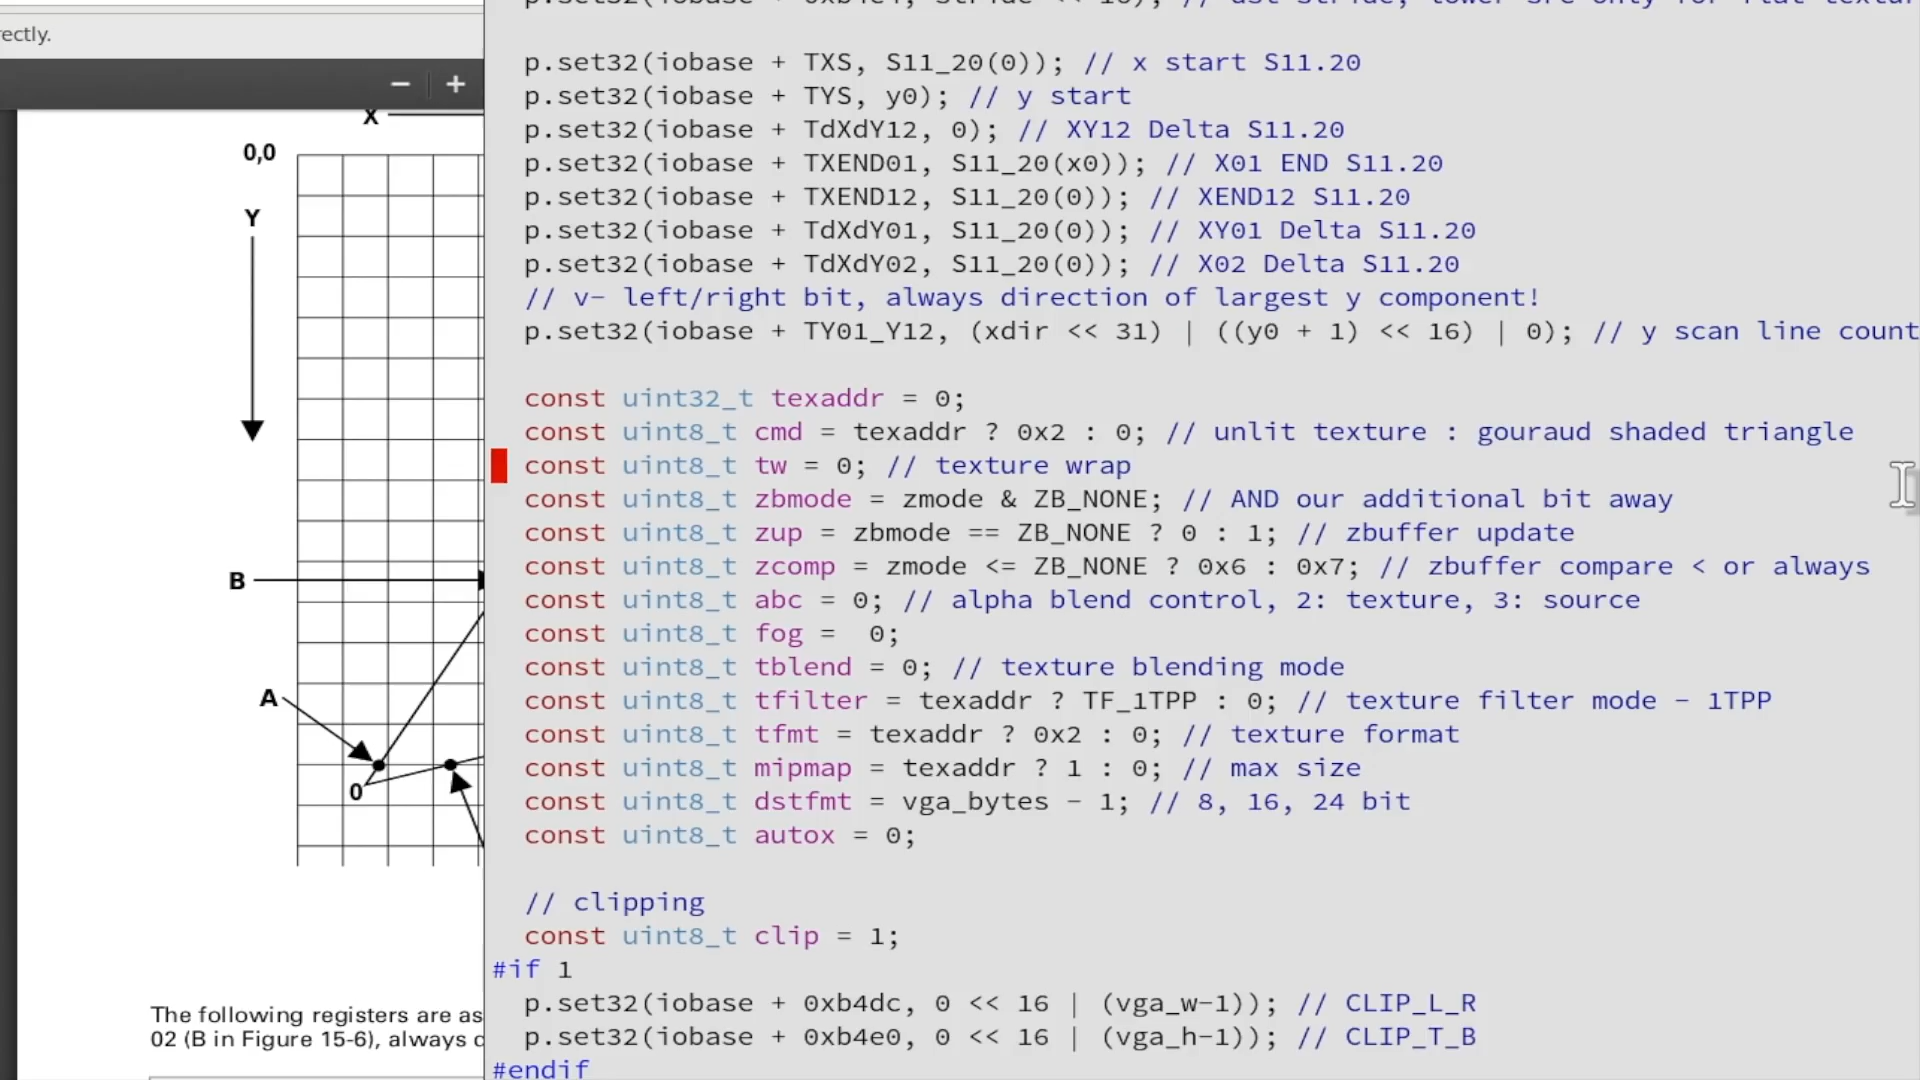 ectly.
− +
X
0,0
Y
B
A
0
The following registers are as
02 (B in Figure 15-6), always
p.set32(iobase + TXS, S11_20(0)); // x start S11.20
p.set32(iobase + TYS, y0); // y start
p.set32(iobase + TdXdY12, 0); // XY12 Delta S11.20
p.set32(iobase + TXEND01, S11_20(x0)); // X01 END S11.20
p.set32(iobase + TXEND12, S11_20(0)); // XEND12 S11.20
p.set32(iobase + TdXdY01, S11_20(0)); // XY01 Delta S11.20
p.set32(iobase + TdXdY02, S11_20(0)); // X02 Delta S11.20
// v- left/right bit, always direction of largest y component!
p.set32(iobase + TY01_Y12, (xdir << 31) | ((y0 + 1) << 16) | 0); // y scan line count
const uint32_t texaddr = 0;
const uint8_t cmd = texaddr ? 0x2 : 0; // unlit texture : gouraud shaded triangle
const uint8_t tw = 0; // texture wrap
const uint8_t zbmode = zmode & ZB_NONE; // AND our additional bit away
const uint8_t zup = zbmode == ZB_NONE ? 0 : 1; // zbuffer update
const uint8_t zcomp = zmode <= ZB_NONE ? 0x6 : 0x7; // zbuffer compare < or always
const uint8_t abc = 0; // alpha blend control, 2: texture, 3: source
const uint8_t fog =  0;
const uint8_t tblend = 0; // texture blending mode
const uint8_t tfilter = texaddr ? TF_1TPP : 0; // texture filter mode - 1TPP
const uint8_t tfmt = texaddr ? 0x2 : 0; // texture format
const uint8_t mipmap = texaddr ? 1 : 0; // max size
const uint8_t dstfmt = vga_bytes - 1; // 8, 16, 24 bit
const uint8_t autox = 0;
// clipping
const uint8_t clip = 1;
#if 1
p.set32(iobase + 0xb4dc, 0 << 16 | (vga_w-1)); // CLIP_L_R
p.set32(iobase + 0xb4e0, 0 << 16 | (vga_h-1)); // CLIP_T_B
#endif